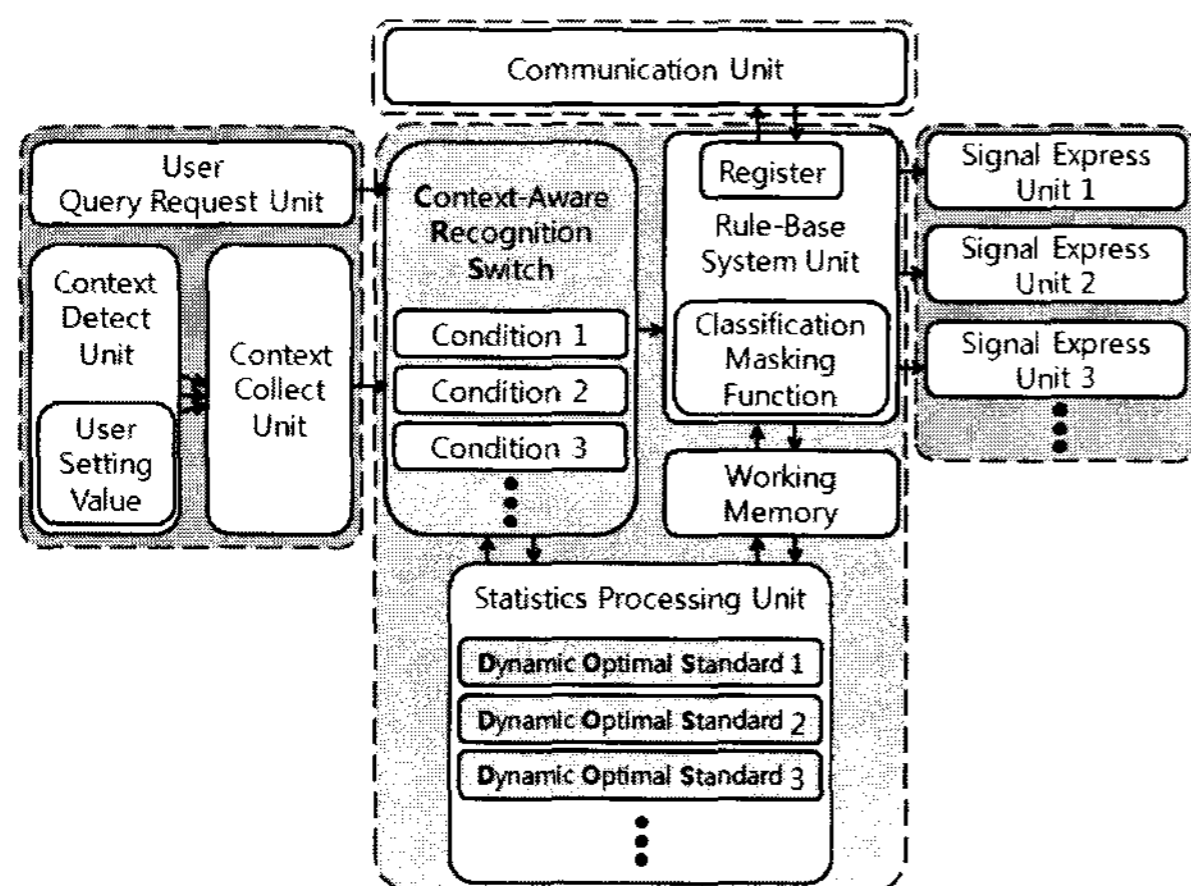 Communication Unit
User
Query Request Unit
Context
Detect
Unit
User
Setting
Value
Context
Collect
Unit
Context-Aware
Recognition
Switch
Condition 1
Condition 2
Condition 3
Register
Rule-Base
System Unit
Classification
Masking
Function
Working
Memory
Statistics Processing Unit
Dynamic Optimal Standard 1
Dynamic Optimal Standard 2
Dynamic Optimal Standard 3
Signal Express
Unit 1
Signal Express
Unit 2
Signal Express
Unit 3